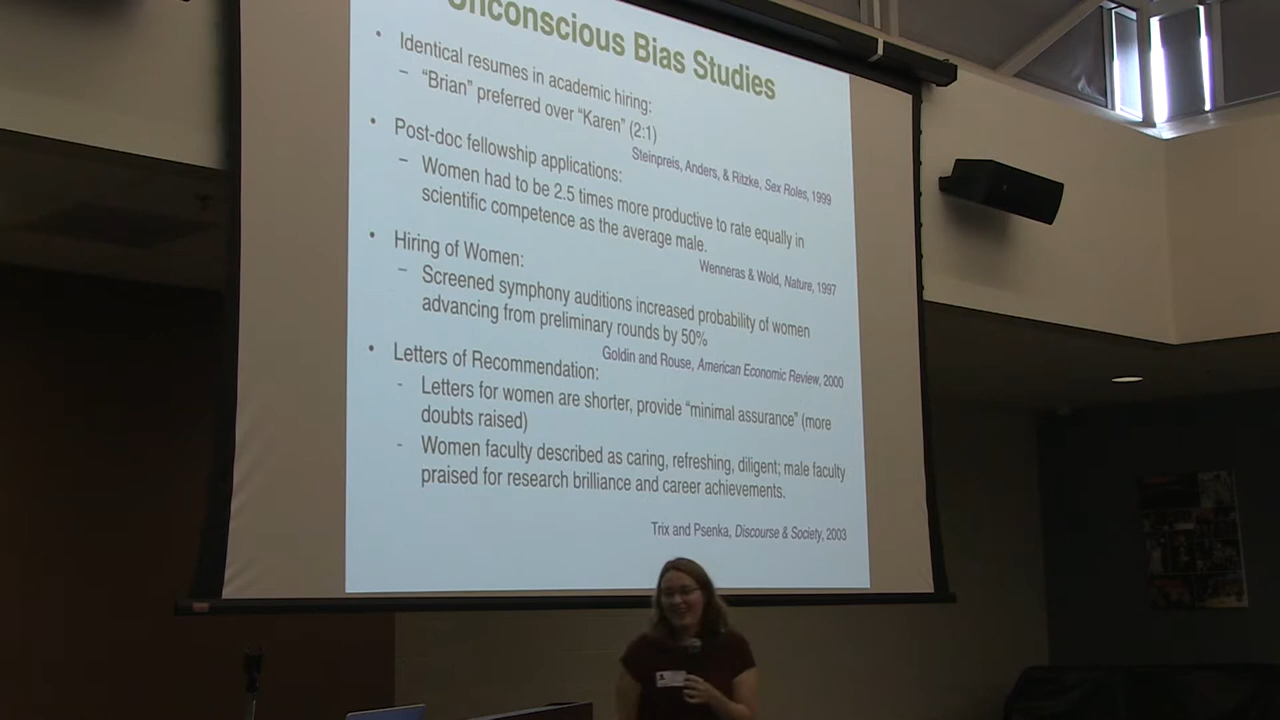 Unconscious Bias Studies
• Identical resumes in academic hiring:
– “Brian” preferred over “Karen” (2:1)
Steinpreis, Anders, & Ritzke, Sex Roles, 1999
• Post-doc fellowship applications:
– Women had to be 2.5 times more productive to rate equally in
scientific competence as the average male.
Wenneras & Wold, Nature, 1997
• Hiring of Women:
– Screened symphony auditions increased probability of women
advancing from preliminary rounds by 50%
Goldin and Rouse, American Economic Review, 2000
• Letters of Recommendation:
- Letters for women are shorter, provide “minimal assurance” (more
doubts raised)
- Women faculty described as caring, refreshing, diligent; male faculty
praised for research brilliance and career achievements.
Trix and Psenka, Discourse & Society, 2003